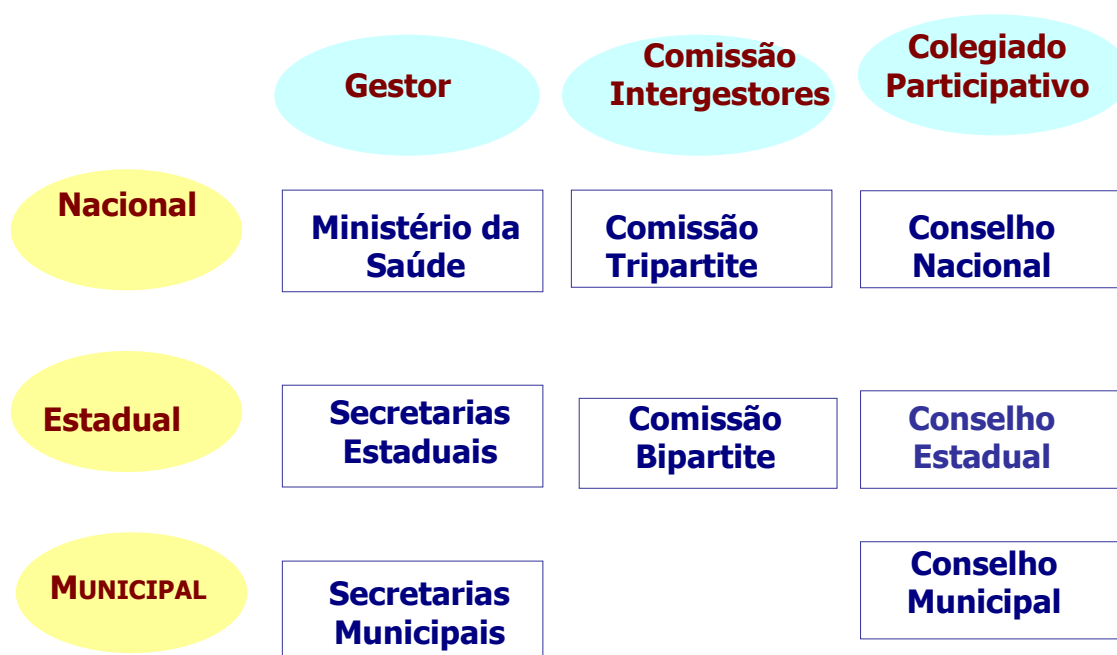 Gestor
Comissão
Intergestores
Colegiado
Participativo
Nacional
Ministério da
Saúde
Comissão
Tripartite
Conselho
Nacional
Estadual
Secretarias
Estaduais
Comissão
Bipartite
Conselho
Estadual
MUNICIPAL
Secretarias
Municipais
Conselho
Municipal